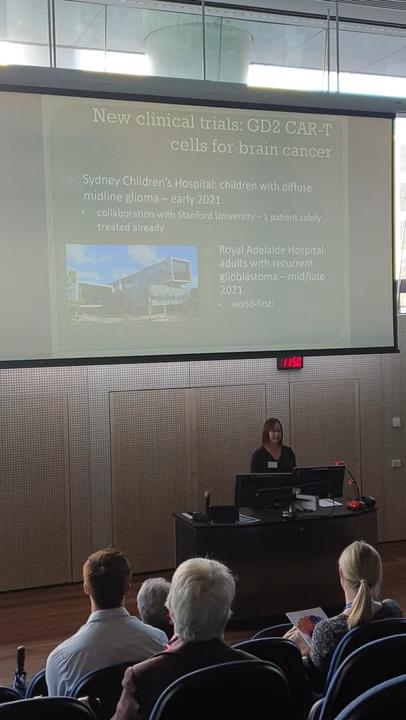 New clinical trials: GD2 CAR-T
cells for brain cancer
Sydney Children's Hospital: children with diffuse
midline glioma – early 2021
• collaboration with Stanford University – 1 patient safely
treated already
Royal Adelaide Hospital:
adults with recurrent
glioblastoma – mid/late
2021
• world-first!
11:50